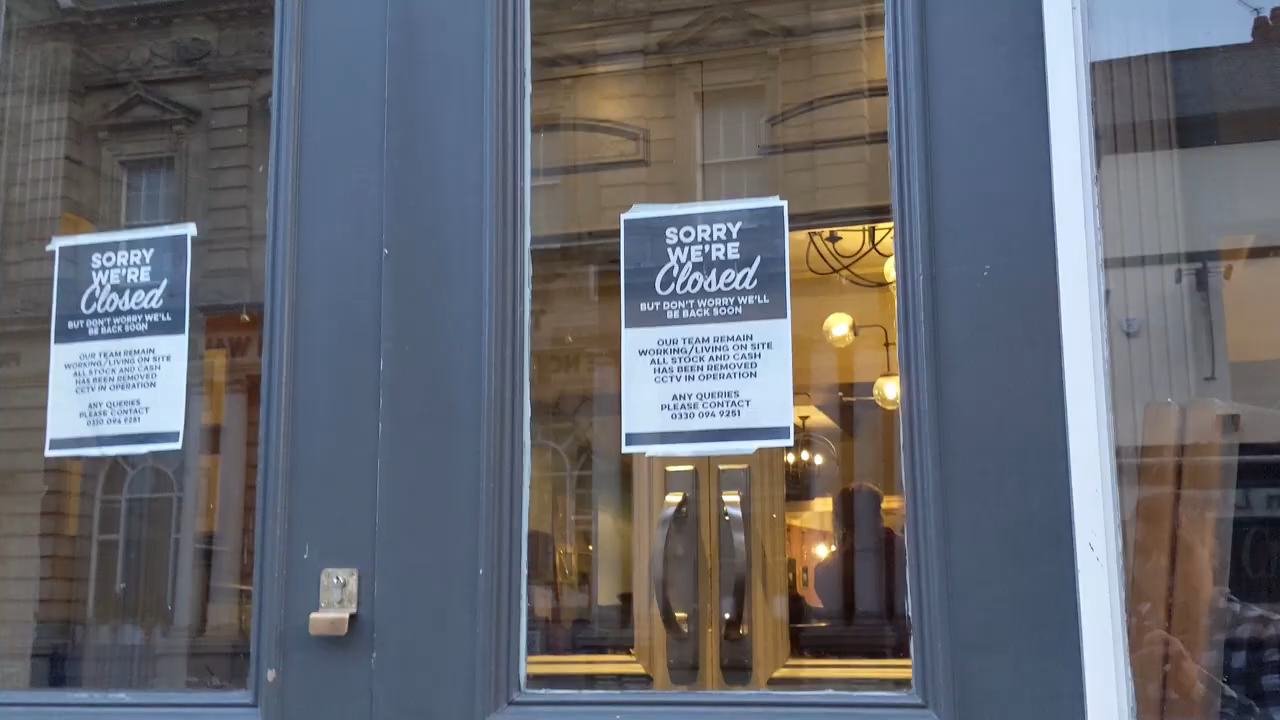 SORRY
WE'RE
Closed
BUT DON'T WORRY WE'LL
BE BACK SOON
OUR TEAM REMAIN
WORKING/LIVING ON SITE
ALL STOCK AND CASH
HAS BEEN REMOVED
CCTV IN OPERATION
ANY QUERIES
PLEASE CONTACT
0330 094 9251
SORRY
WE'RE
Closed
BUT DON'T WORRY WE'LL
BE BACK SOON
OUR TEAM REMAIN
WORKING/LIVING ON SITE
ALL STOCK AND CASH
HAS BEEN REMOVED
CCTV IN OPERATION
ANY QUERIES
PLEASE CONTACT
0330 094 9251